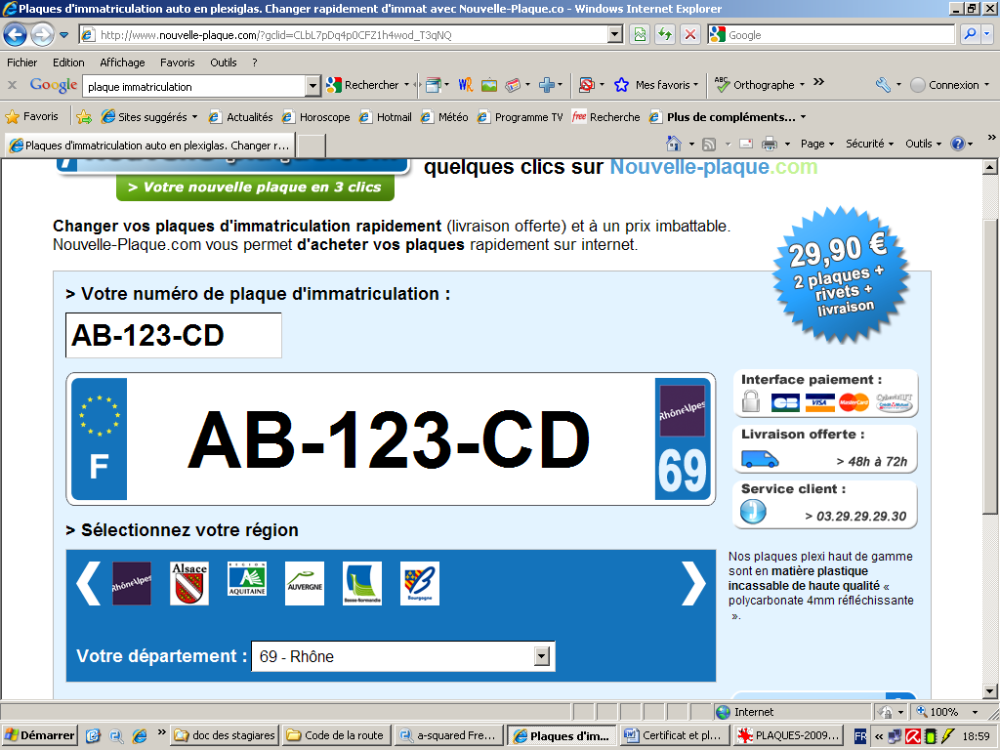 Plaques d'immatriculation auto en plexiglas. Changer rapidement d'immat avec Nouvelle-Plaque.co - Windows Internet Explorer
http://www.nouvelle-plaque.com/?gclid=CLbL7pDq4p0CFZ1h4wod_T3qNQ
Google
Fichier Edition Affichage Favoris Outils ?
x Google plaque immatriculation Rechercher Mes favoris ABC Orthographe » Connexion
Favoris Sites suggérés Actualités Horoscope Hotmail Météo Programme TV free Recherche Plus de compléments...
Plaques d'immatriculation auto en plexiglas. Changer r... Page Sécurité Outils »
quelques clics sur Nouvelle-plaque.com
> Votre nouvelle plaque en 3 clics
Changer vos plaques d'immatriculation rapidement (livraison offerte) et à un prix imbattable.
Nouvelle-Plaque.com vous permet d'acheter vos plaques rapidement sur internet.
29,90 €
2 plaques +
rivets +
livraison
> Votre numéro de plaque d'immatriculation :
AB-123-CD
F
AB-123-CD
RhôneAlpes
69
Interface paiement :
CB VISA MasterCard
Livraison offerte :
> 48h à 72h
Service client :
> 03.29.29.29.30
> Sélectionnez votre région
RhôneAlpes
Alsace
REGION
AQUITAINE
AUVERGNE
Basse-Normandie
Bourgogne
Votre département : 69 - Rhône
Nos plaques plexi haut de gamme
sont en matière plastique
incassable de haute qualité «
polycarbonate 4mm réfléchissante
».
Internet 100%
Démarrer » doc des stagiares Code de la route a-squared Fre... Plaques d'im... Certificat et pl... PLAQUES-2009... FR « 18:59